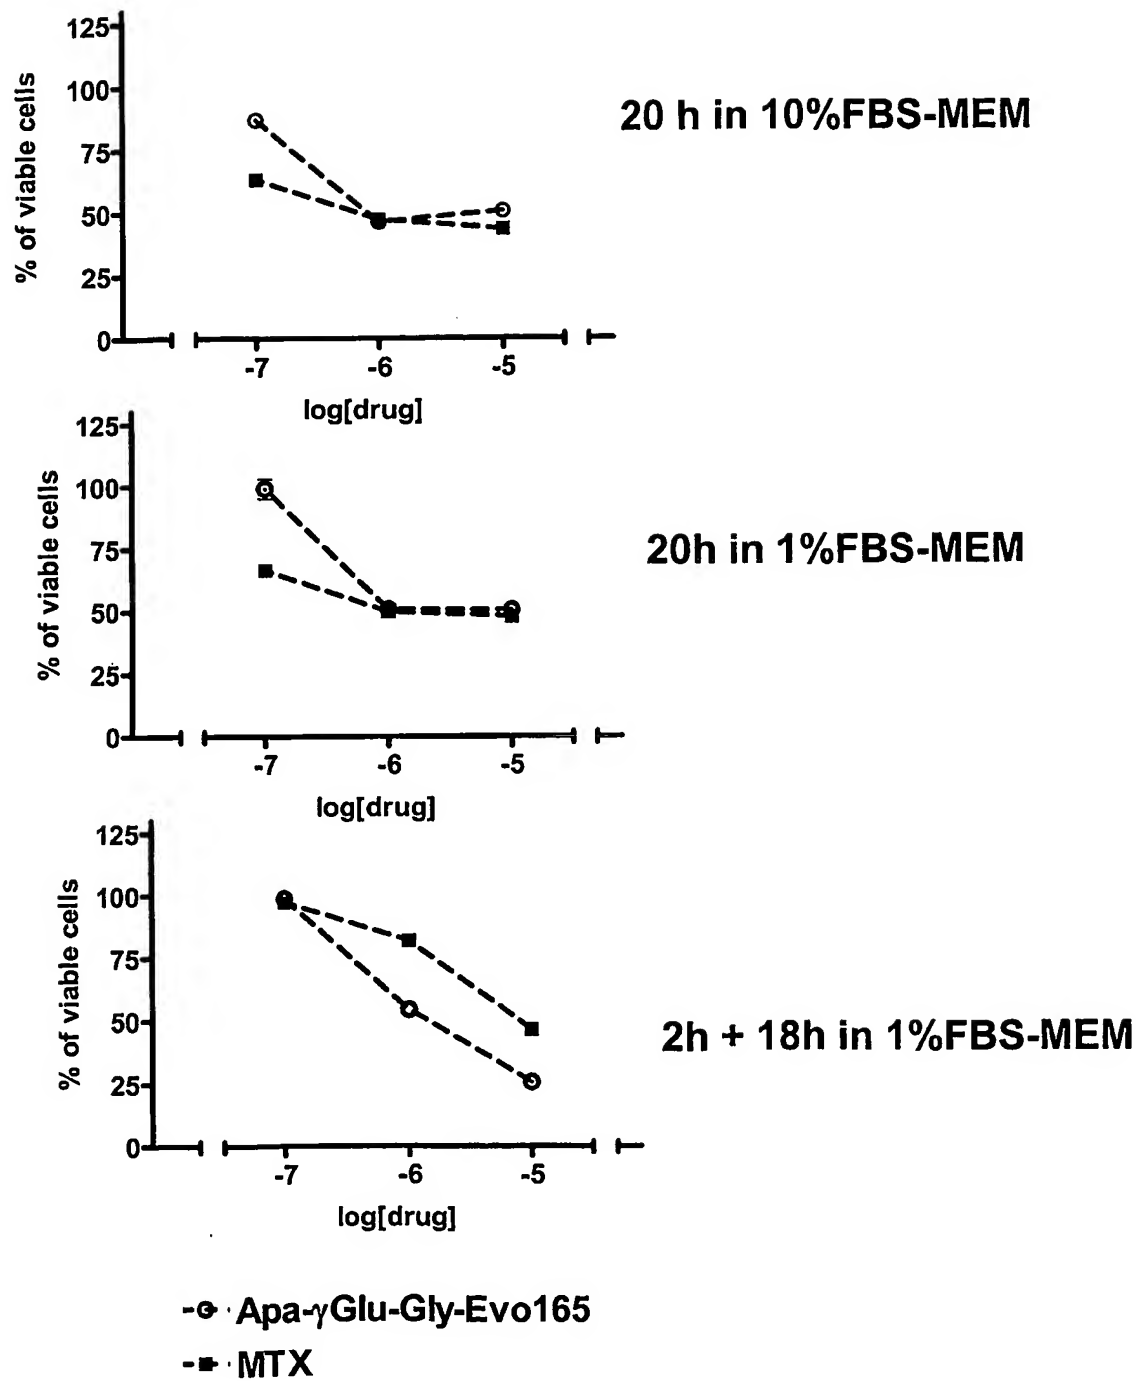 125
100
75
50
25
0
% of viable cells
-7 -6 -5
log[drug]
20 h in 10%FBS-MEM
125
100
75
50
25
0
% of viable cells
-7 -6 -5
log[drug]
20h in 1%FBS-MEM
125
100
75
50
25
0
% of viable cells
-7 -6 -5
log[drug]
2h + 18h in 1%FBS-MEM
Apa-γGlu-Gly-Evo165
MTX